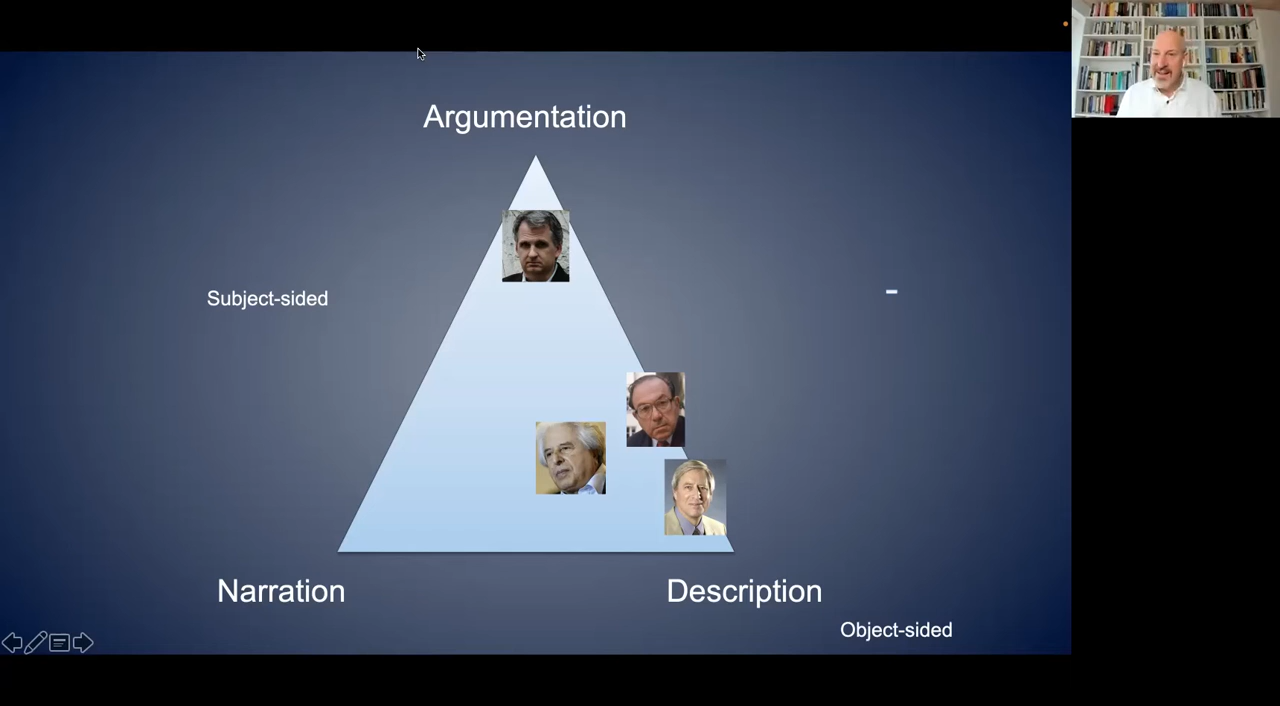 Argumentation
Subject-sided
-
Narration
Description
Object-sided